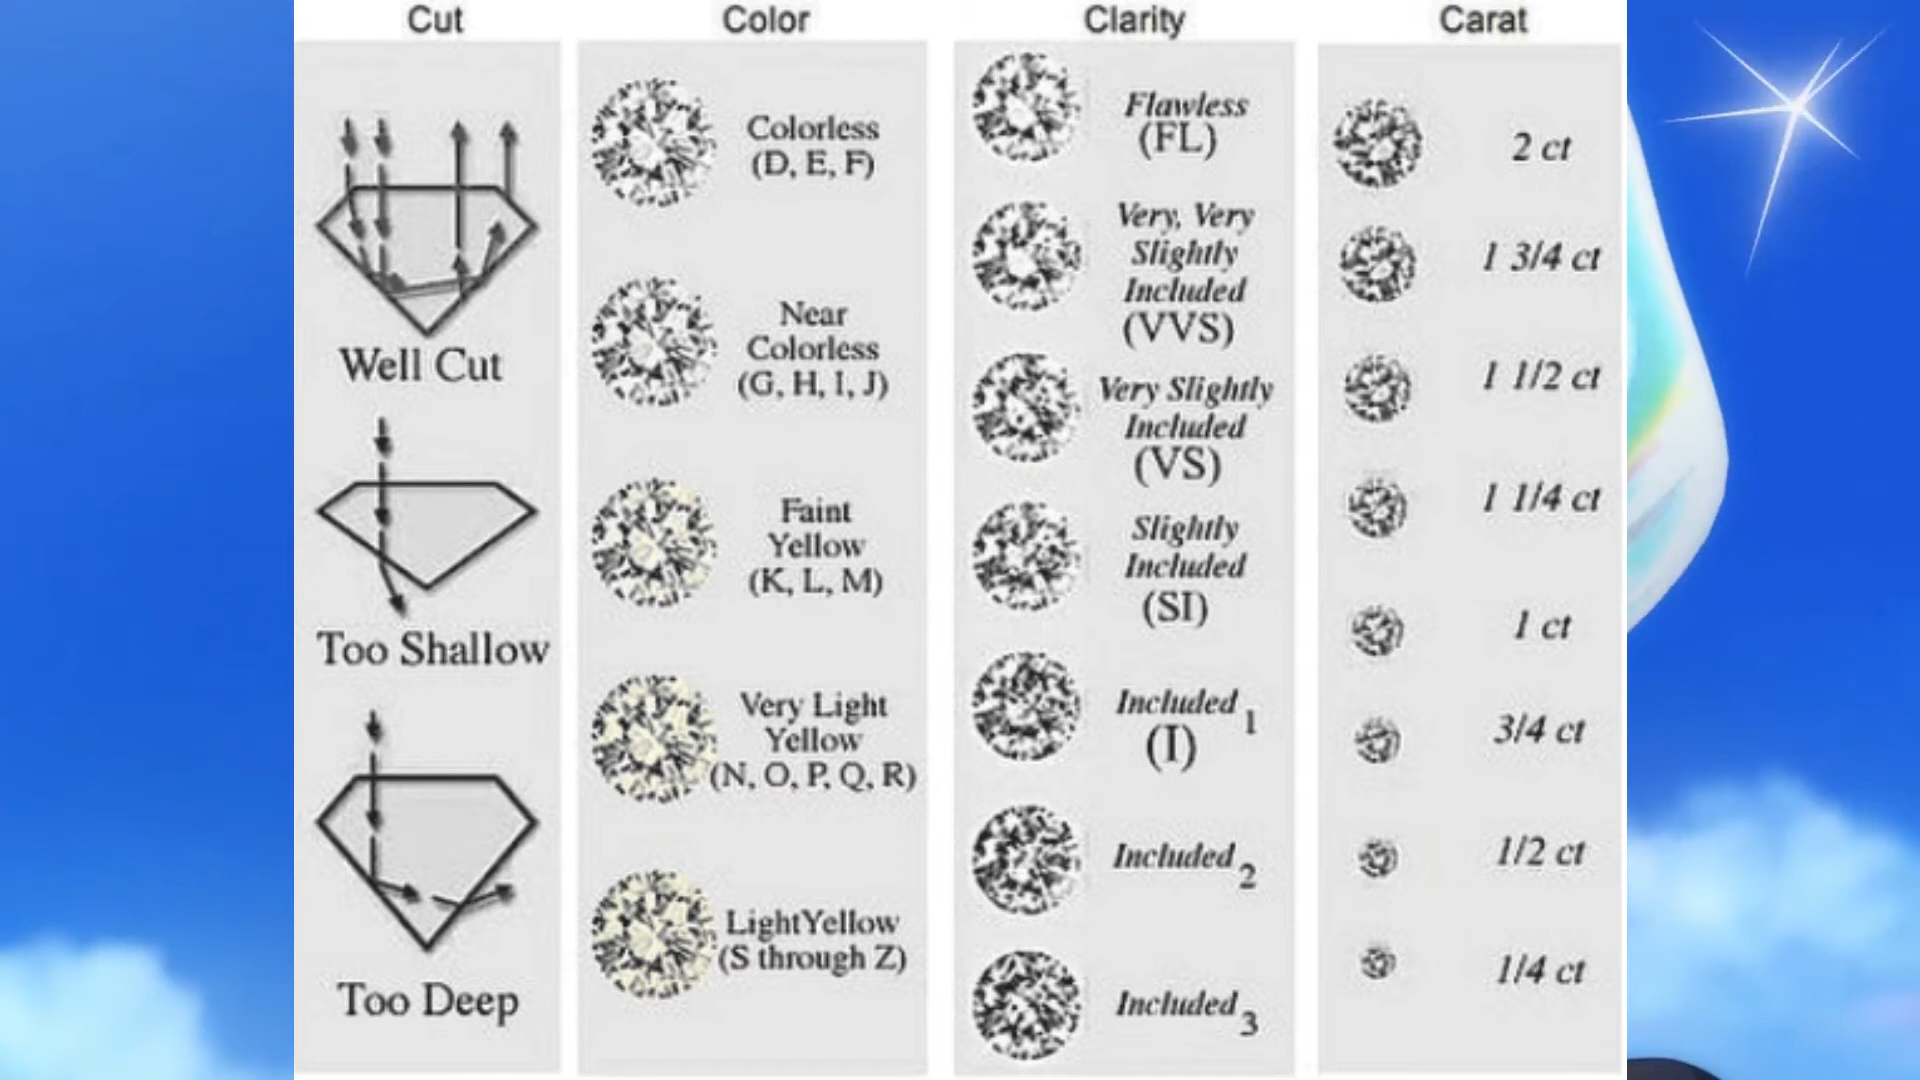 Cut
Well Cut
Too Shallow
Too Deep
Color
Colorless
(D, E, F)
Near
Colorless
(G, H, I, J)
Faint
Yellow
(K, L, M)
Very Light
Yellow
(N, O, P, Q, R)
LightYellow
(S through Z)
Clarity
Flawless
(FL)
Very, Very
Slightly
Included
(VVS)
Very Slightly
Included
(VS)
Slightly
Included
(SI)
Included 1
(I)
Included 2
Included 3
Carat
2 ct
1 3/4 ct
1 1/2 ct
1 1/4 ct
1 ct
3/4 ct
1/2 ct
1/4 ct